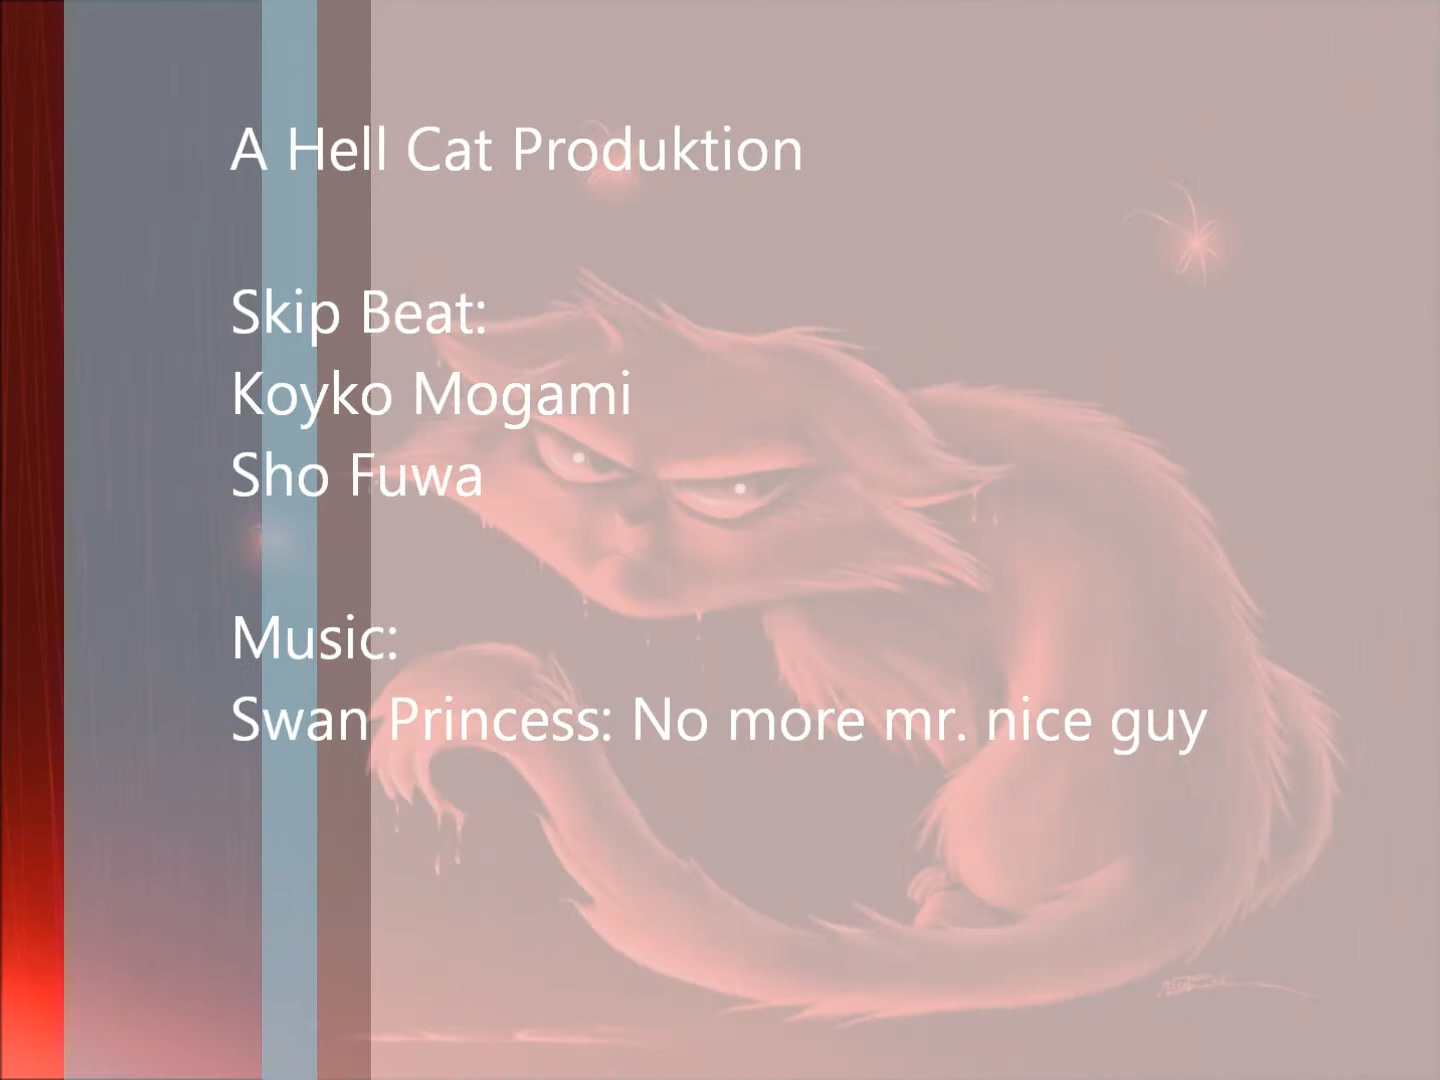 A Hell Cat Produktion
Skip Beat:
Koyko Mogami
Sho Fuwa
Music:
Swan Princess: No more mr. nice guy